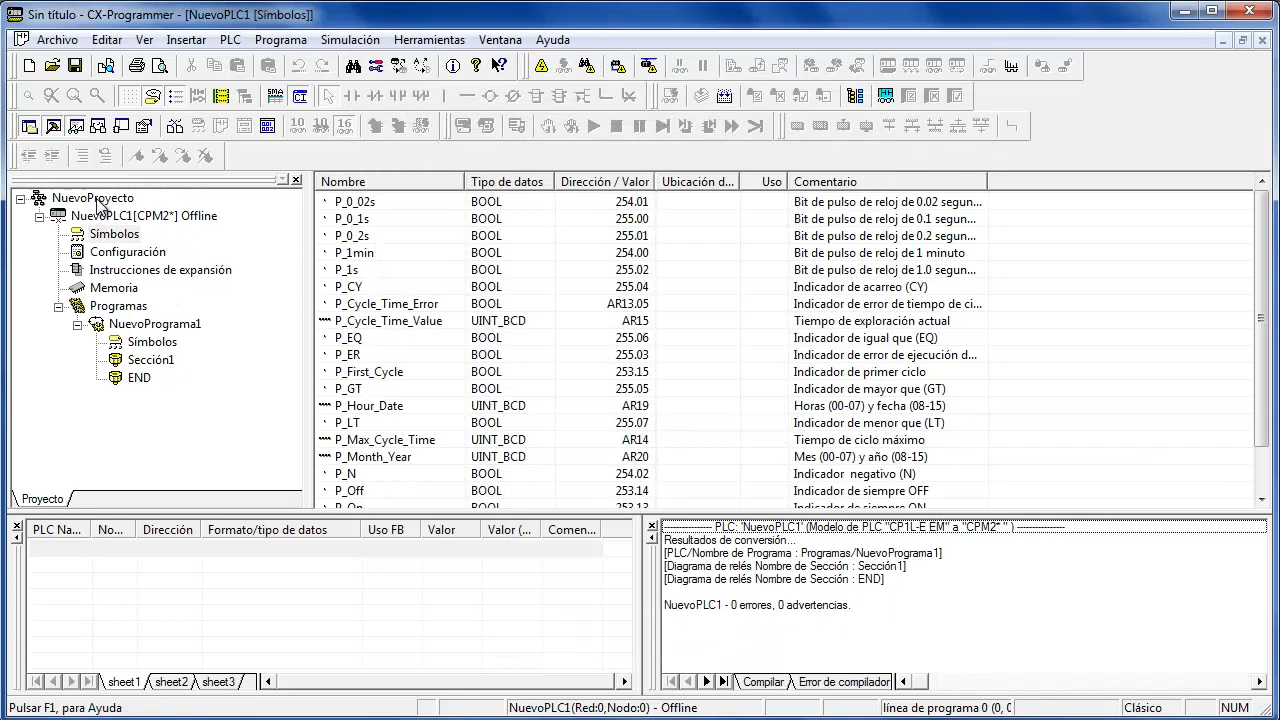 Sin título - CX-Programmer - [NuevoPLC1 [Símbolos]]
Archivo Editar Ver Insertar PLC Programa Simulación Herramientas Ventana Ayuda
NuevoProyecto
NuevoPLC1[CPM2*] Offline
Símbolos
Configuración
Instrucciones de expansión
Memoria
Programas
NuevoPrograma1
Símbolos
Sección1
END
Proyecto
Nombre Tipo de datos Dirección / Valor Ubicación d... Uso Comentario
P_0_02s BOOL 254.01 Bit de pulso de reloj de 0.02 segun...
P_0_1s BOOL 255.00 Bit de pulso de reloj de 0.1 segun...
P_0_2s BOOL 255.01 Bit de pulso de reloj de 0.2 segun...
P_1min BOOL 254.00 Bit de pulso de reloj de 1 minuto
P_1s BOOL 255.02 Bit de pulso de reloj de 1.0 segun...
P_CY BOOL 255.04 Indicador de acarreo (CY)
P_Cycle_Time_Error BOOL AR13.05 Indicador de error de tiempo de ci...
P_Cycle_Time_Value UINT_BCD AR15 Tiempo de exploración actual
P_EQ BOOL 255.06 Indicador de igual que (EQ)
P_ER BOOL 255.03 Indicador de error de ejecución d...
P_First_Cycle BOOL 253.15 Indicador de primer ciclo
P_GT BOOL 255.05 Indicador de mayor que (GT)
P_Hour_Date UINT_BCD AR19 Horas (00-07) y fecha (08-15)
P_LT BOOL 255.07 Indicador de menor que (LT)
P_Max_Cycle_Time UINT_BCD AR14 Tiempo de ciclo máximo
P_Month_Year UINT_BCD AR20 Mes (00-07) y año (08-15)
P_N BOOL 254.02 Indicador negativo (N)
P_Off BOOL 253.14 Indicador de siempre OFF
P_On BOOL 253.13 Indicador de siempre ON
PLC Na... No... Dirección Formato/tipo de datos Uso FB Valor Valor (... Comen...
sheet1 sheet2 sheet3
---------------- PLC: 'NuevoPLC1' (Modelo de PLC "CP1L-E EM" a "CPM2* " ) ----------------
Resultados de conversión...
[PLC/Nombre de Programa : Programas/NuevoPrograma1]
[Diagrama de relés Nombre de Sección : Sección1]
[Diagrama de relés Nombre de Sección : END]
NuevoPLC1 - 0 errores, 0 advertencias.
Compilar Error de compilador
Pulsar F1, para Ayuda NuevoPLC1(Red:0,Nodo:0) - Offline línea de programa 0 (0, Clásico NUM